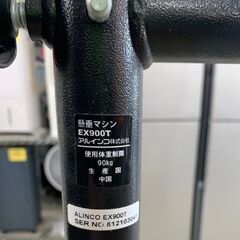 懸垂マシン
EX900T
アルインコ株式会社
使用体重制限
90kg
生産国
中国
ALINCO EX900T
SER NO: